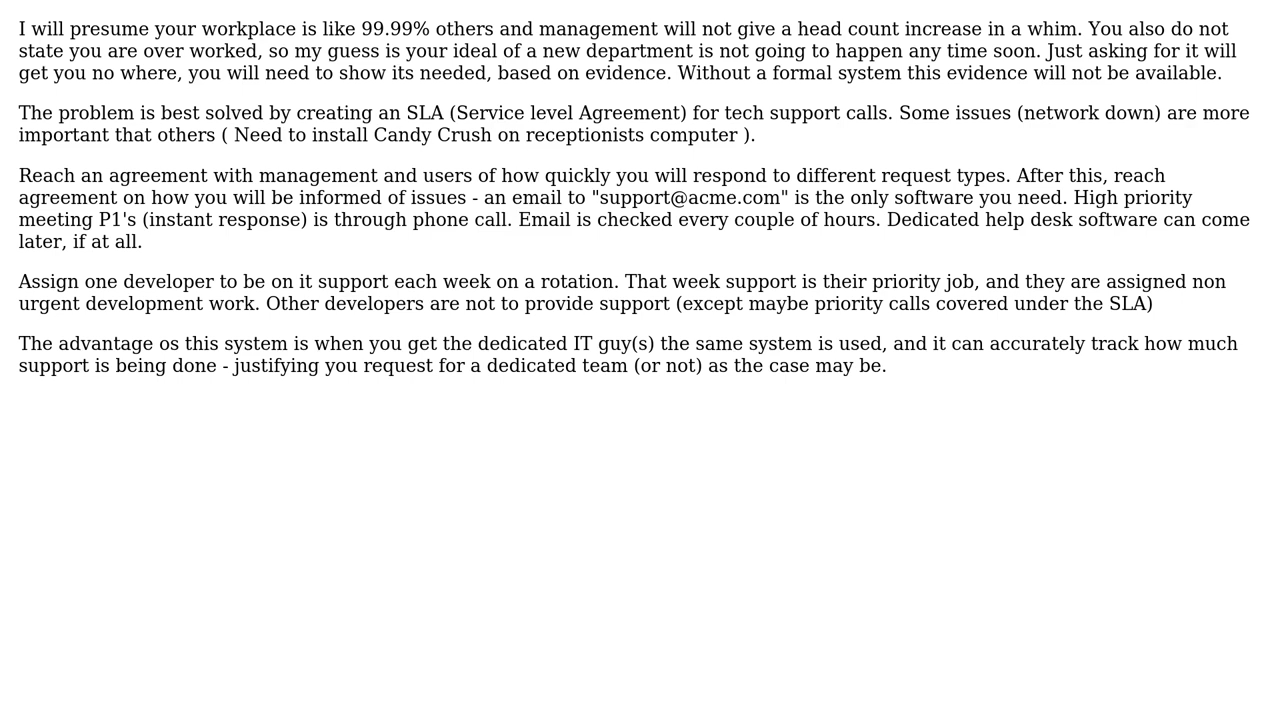 I will presume your workplace is like 99.99% others and management will not give a head count increase in a whim. You also do not
state you are over worked, so my guess is your ideal of a new department is not going to happen any time soon. Just asking for it will
get you no where, you will need to show its needed, based on evidence. Without a formal system this evidence will not be available.
The problem is best solved by creating an SLA (Service level Agreement) for tech support calls. Some issues (network down) are more
important that others ( Need to install Candy Crush on receptionists computer ).
Reach an agreement with management and users of how quickly you will respond to different request types. After this, reach
agreement on how you will be informed of issues - an email to "support@acme.com" is the only software you need. High priority
meeting P1's (instant response) is through phone call. Email is checked every couple of hours. Dedicated help desk software can come
later, if at all.
Assign one developer to be on it support each week on a rotation. That week support is their priority job, and they are assigned non
urgent development work. Other developers are not to provide support (except maybe priority calls covered under the SLA)
The advantage os this system is when you get the dedicated IT guy(s) the same system is used, and it can accurately track how much
support is being done - justifying you request for a dedicated team (or not) as the case may be.